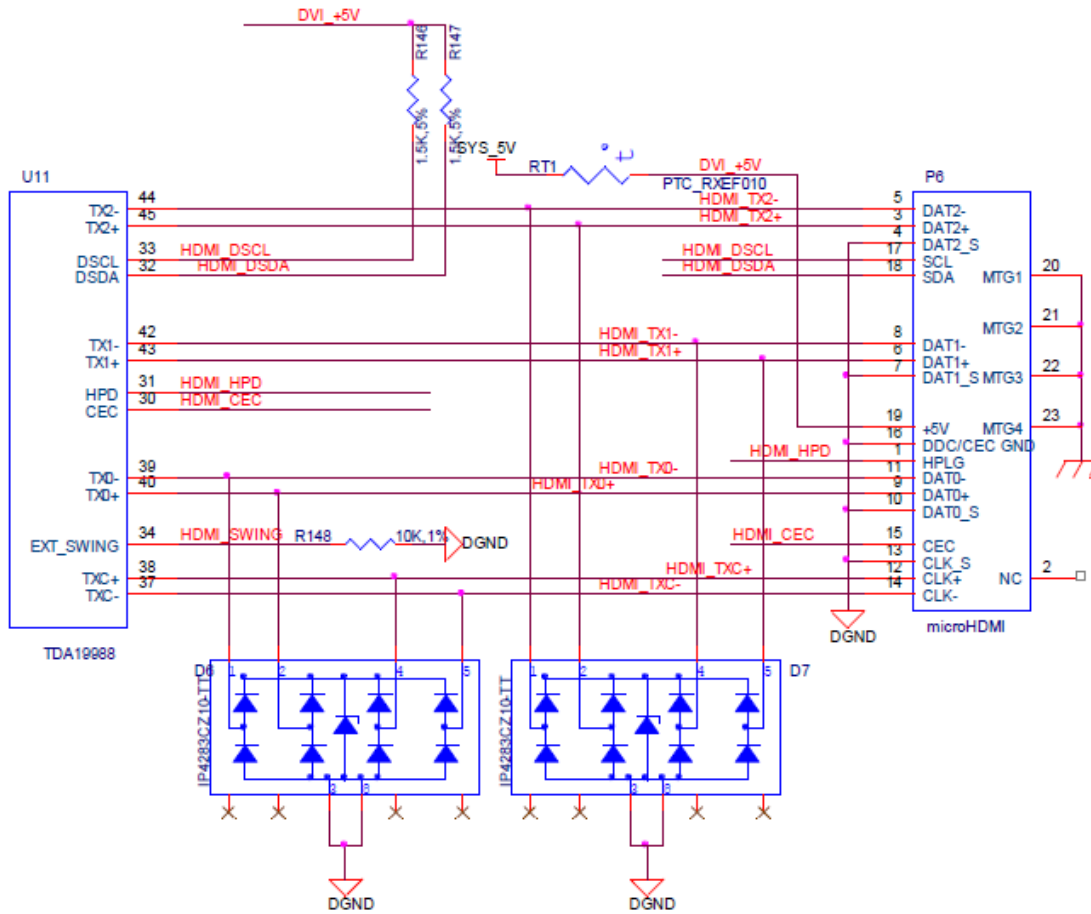 DVI_+5V
R146
R147
1.5K,5%
1.5K,5%
SYS_5V
RT1
t
DVI_+5V
PTC_RXEF010
U11
P6
44 HDMI_TX2- 5
TX2- DAT2-
45 HDMI_TX2+ 3
TX2+ DAT2+
4
DAT2_S
33 HDMI_DSCL HDMI_DSCL 17
DSCL SCL
32 HDMI_DSDA HDMI_DSDA 18
DSDA SDA
MTG1 20
MTG2 21
42 HDMI_TX1- 8
TX1- DAT1-
43 HDMI_TX1+ 6
TX1+ DAT1+
7
DAT1_S MTG3 22
31 HDMI_HPD
HPD
30 HDMI_CEC
CEC
19
+5V MTG4 23
16
DDC/CEC GND
HDMI_HPD 1
HPLG
39 HDMI_TX0- 11
TX0- DAT0-
40 HDMI_TX0+ 9
TX0+ DAT0+
10
DAT0_S
34 HDMI_SWING R148 10K,1% DGND
EXT_SWING
HDMI_CEC 15
CEC
13
CLK_S
38 HDMI_TXC+ 12
TXC+ CLK+
NC 2
37 HDMI_TXC- 14
TXC- CLK-
DGND
microHDMI
TDA19988
D6 1 2 4 5
IP4283CZ10-TT
3 8
DGND
1 2 4 5 D7
IP4283CZ10-TT
3 8
DGND